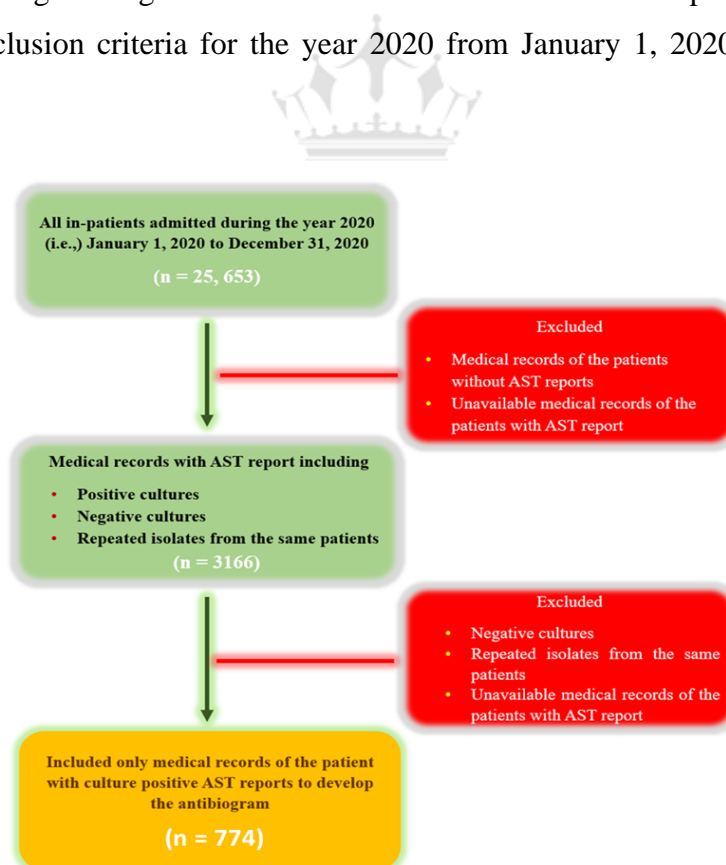 clusion criteria for the year 2020 from January 1, 2020
All in-patients admitted during the year 2020
(i.e.,) January 1, 2020 to December 31, 2020
(n = 25, 653)
Excluded
• Medical records of the patients
without AST reports
• Unavailable medical records of the
patients with AST report
Medical records with AST report including
• Positive cultures
• Negative cultures
• Repeated isolates from the same patients
(n = 3166)
Excluded
• Negative cultures
• Repeated isolates from the same
patients
• Unavailable medical records of the
patients with AST report
Included only medical records of the patient
with culture positive AST reports to develop
the antibiogram
(n = 774)